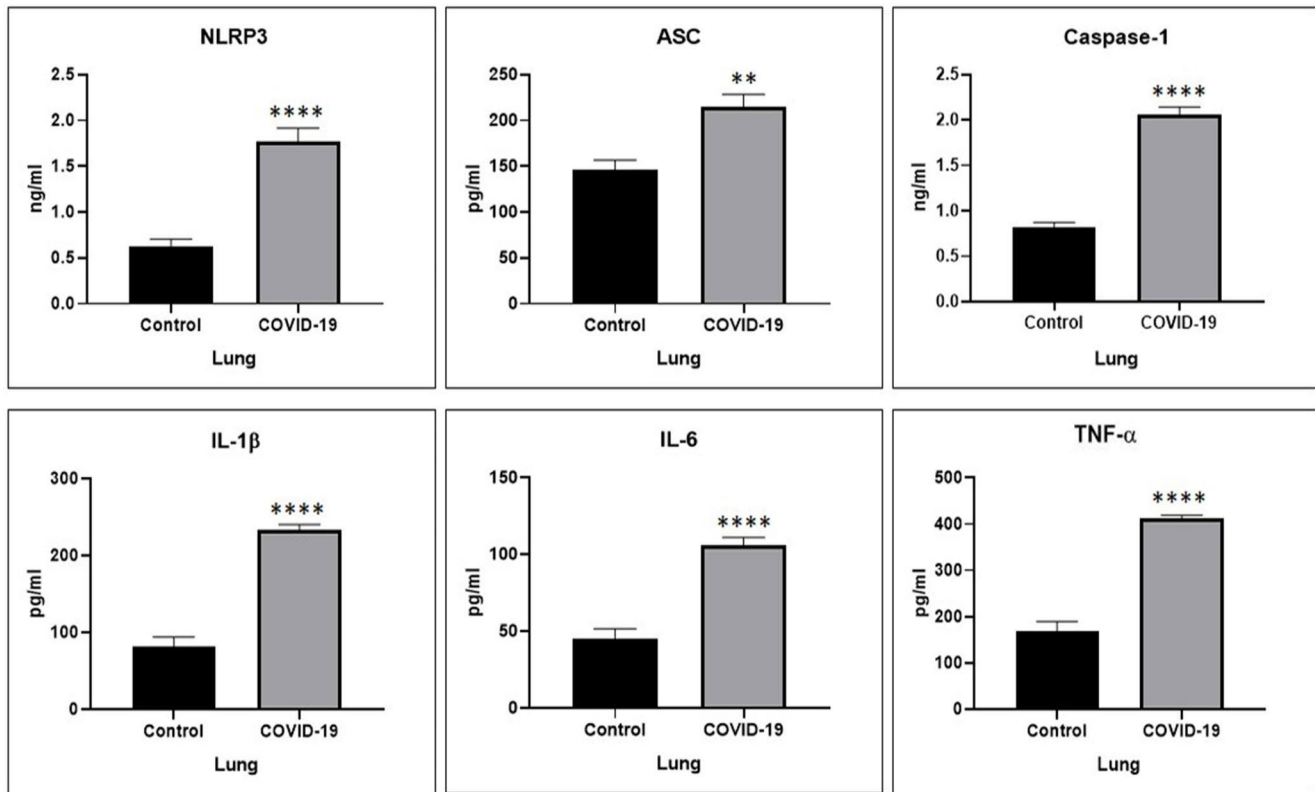 NLRP3
2.5
2.0
1.5
1.0
0.5
0.0
ng/ml
****
Control COVID-19
Lung
ASC
250
200
150
100
50
0
pg/ml
**
Control COVID-19
Lung
Caspase-1
2.5
2.0
1.5
1.0
0.5
0.0
ng/ml
****
Control COVID-19
Lung
IL-1β
300
200
100
0
pg/ml
****
Control COVID-19
Lung
IL-6
150
100
50
0
pg/ml
****
Control COVID-19
Lung
TNF-α
500
400
300
200
100
0
pg/ml
****
Control COVID-19
Lung